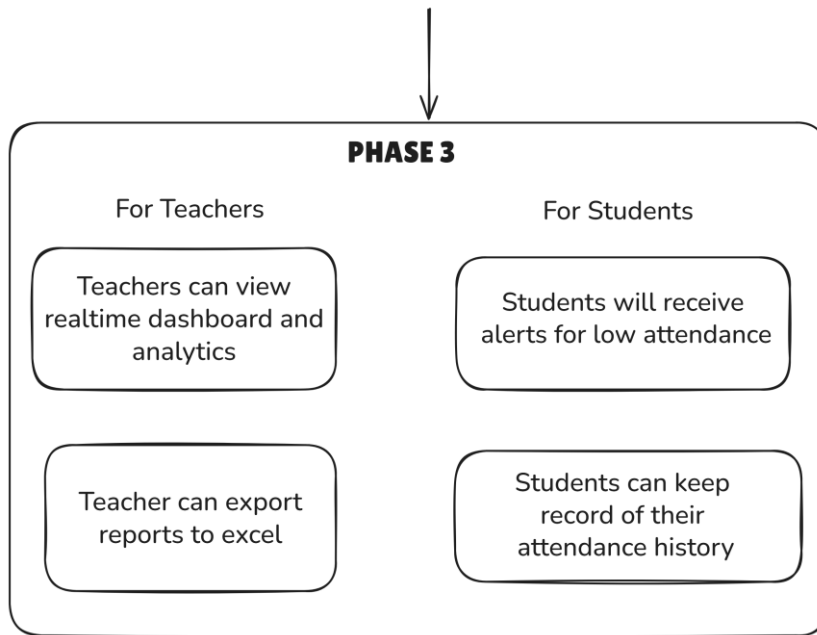 PHASE 3
For Teachers
Teachers can view
realtime dashboard and
analytics
Teacher can export
reports to excel
For Students
Students will receive
alerts for low attendance
Students can keep
record of their
attendance history